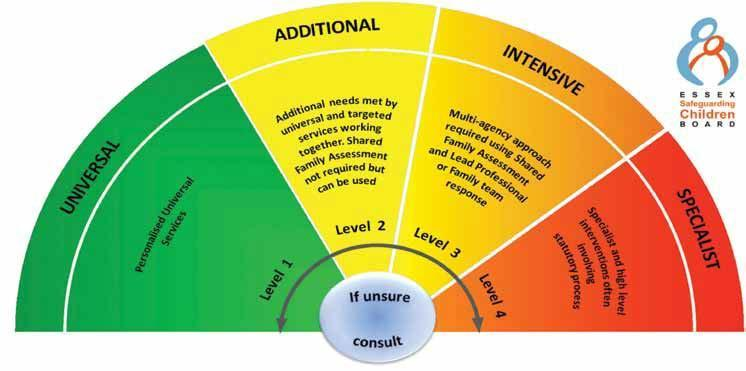 UNIVERSAL
Personalised Universal
Services
Level 1
ADDITIONAL
Additional needs met by
universal and targeted
services working
together. Shared
Family Assessment
not required but
can be used
Level 2
INTENSIVE
Multi-agency approach
required using Shared
Family Assessment
and Lead Professional
or Family team
response
Level 3
SPECIALIST
Specialist and high level
interventions often
involving
statutory process
Level 4
If unsure
consult
ESSEX
Safeguarding
Children
BOARD